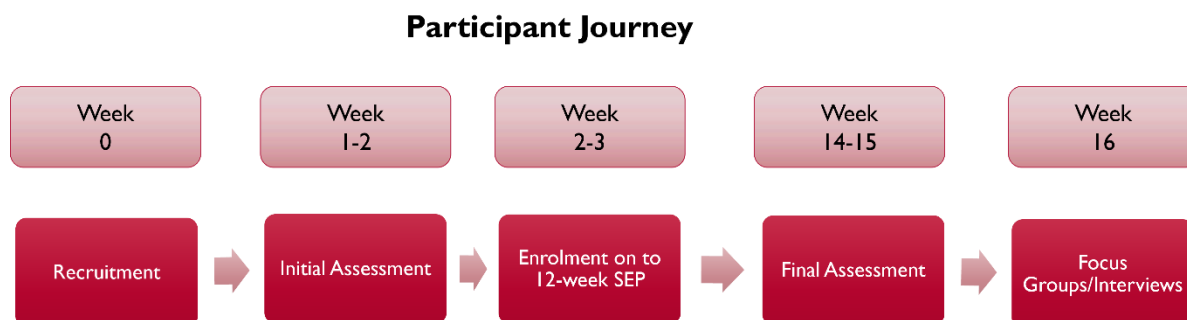 Participant Journey
Week
0
Week
1-2
Week
2-3
Week
14-15
Week
16
Recruitment
Initial Assessment
Enrolment on to
12-week SEP
Final Assessment
Focus
Groups/Interviews